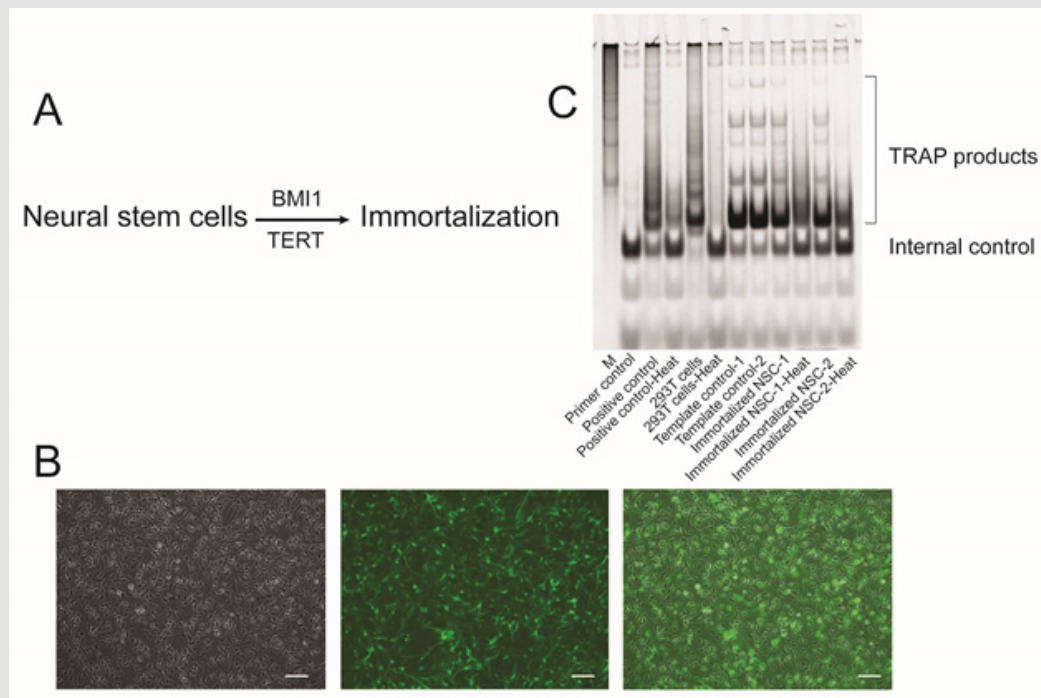 A
BMI1
Neural stem cells
Immortalization
TERT
C
TRAP products
Internal control
M
Primer control
Positive control
Positive control-Heat
293T cells
293T cells-Heat
Template control-1
Template control-2
Immortalized NSC-1
Immortalized NSC-1-Heat
Immortalized NSC-2
Immortalized NSC-2-Heat
B